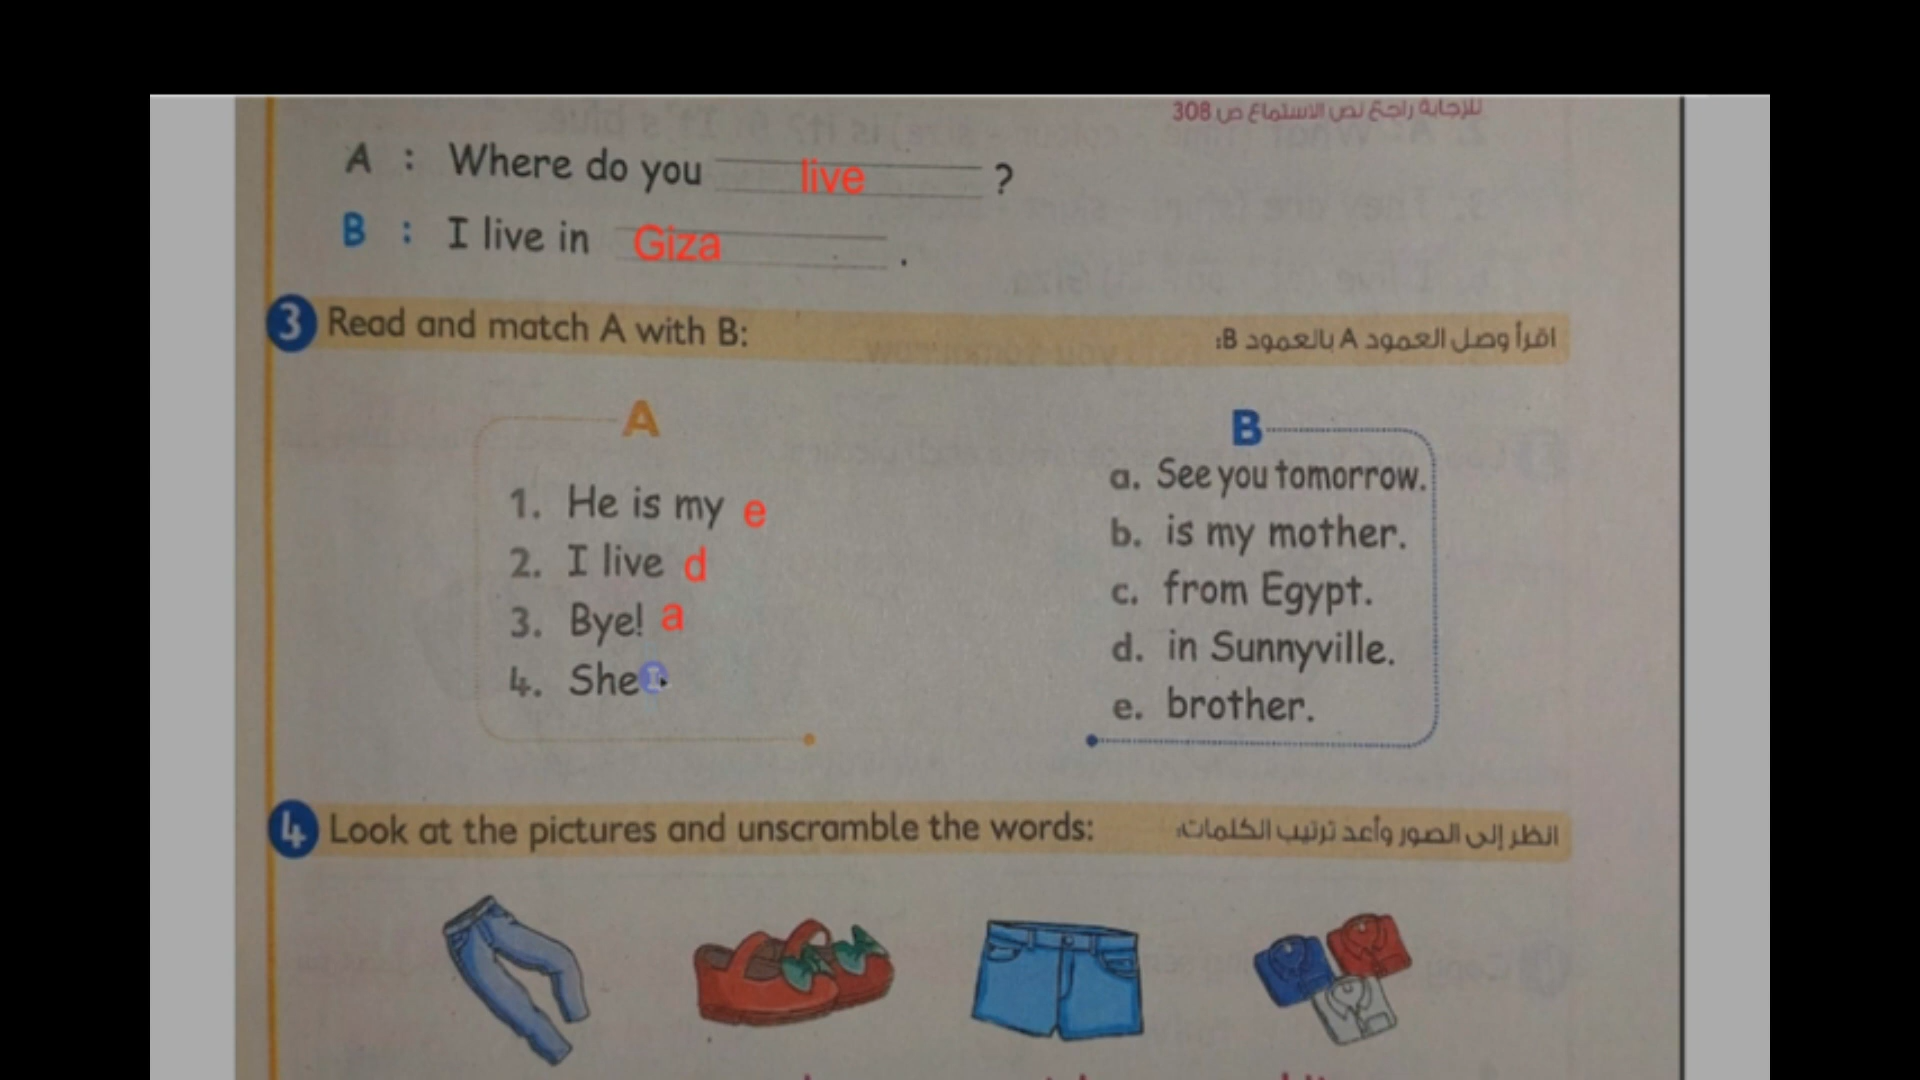 للإجابة راجع نص الاستماع ص 308
A : Where do you live ?
B : I live in Giza .
3 Read and match A with B:
اقرأ وصل العمود A بالعمود B:
A
1. He is my e
2. I live d
3. Bye! a
4. She
B
a. See you tomorrow.
b. is my mother.
c. from Egypt.
d. in Sunnyville.
e. brother.
4 Look at the pictures and unscramble the words:
انظر إلى الصور وأعد ترتيب الكلمات: